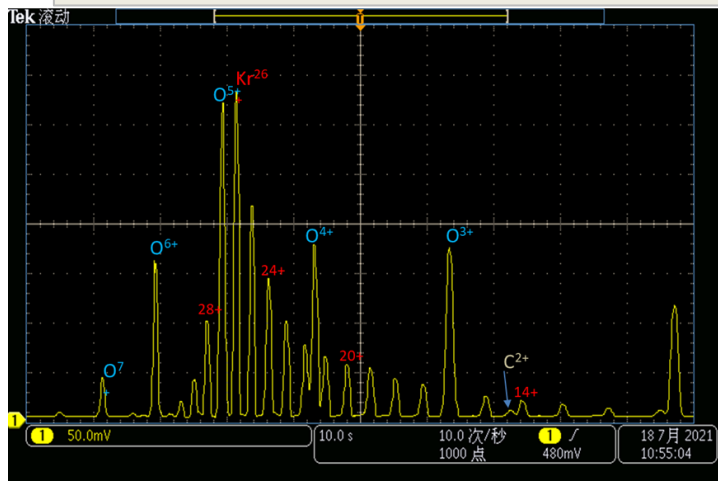 Tek 滚动
T
Kr26+
O5+
O6+
O4+
O3+
24+
28+
20+
C2+
O7+
14+
1
1 50.0mV
10.0 s
10.0 次/秒
1000 点
1 ∫
480mV
18 7月 2021
10:55:04